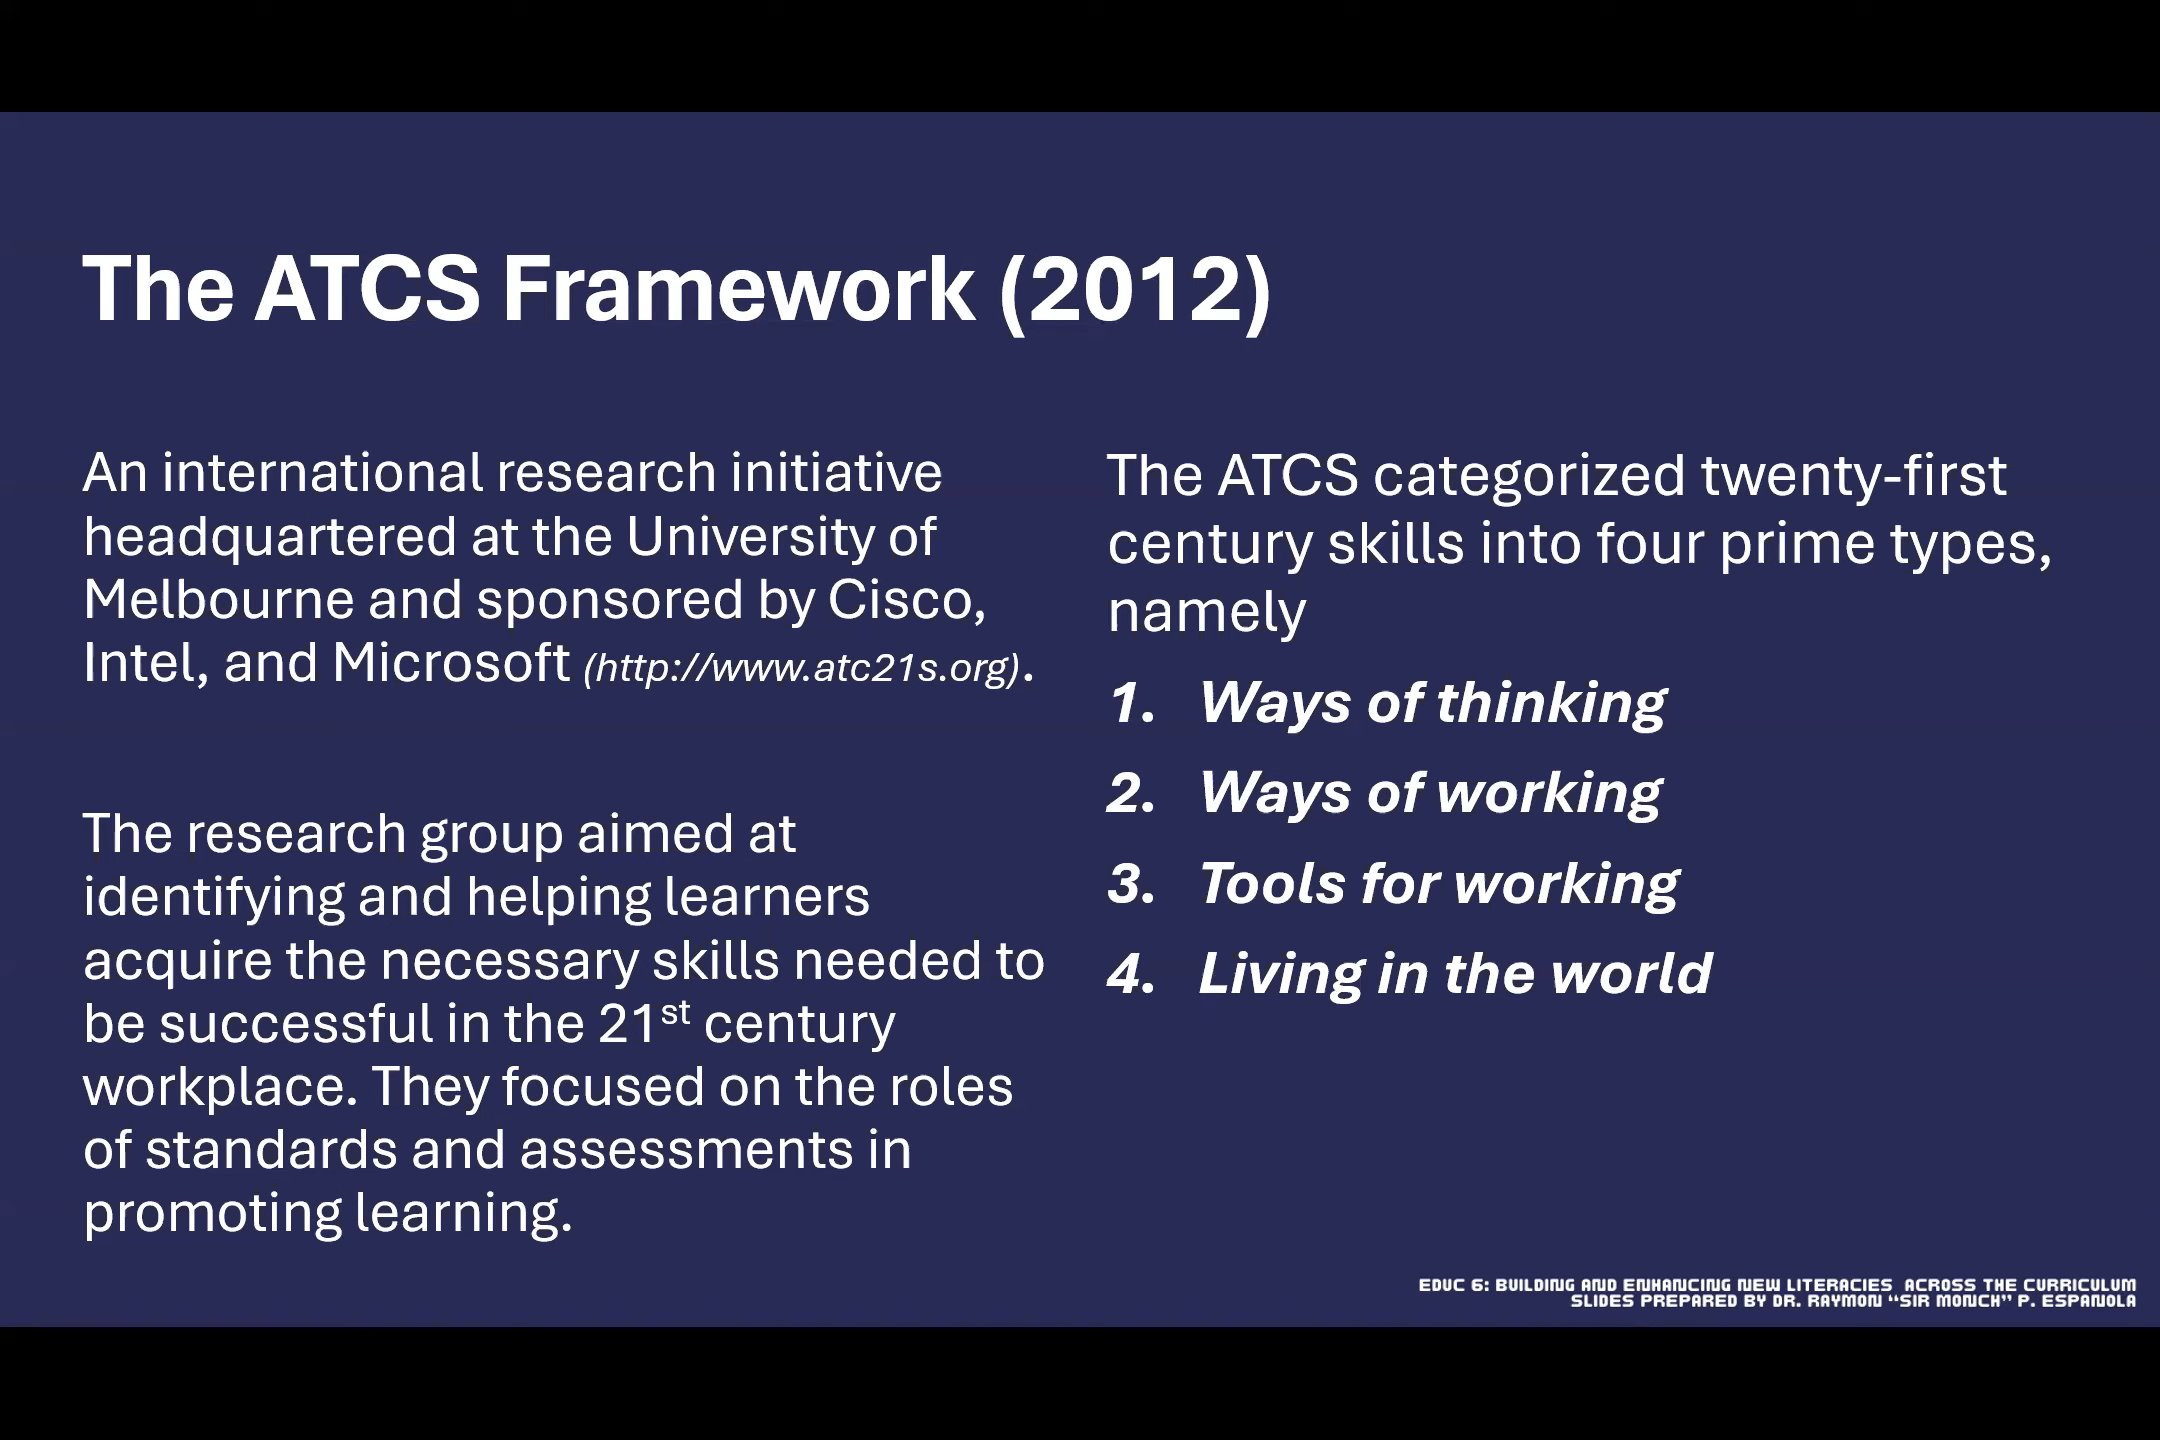 The ATCS Framework (2012)
An international research initiative
headquartered at the University of
Melbourne and sponsored by Cisco,
Intel, and Microsoft (http://www.atc21s.org).
The research group aimed at
identifying and helping learners
acquire the necessary skills needed to
be successful in the 21st century
workplace. They focused on the roles
of standards and assessments in
promoting learning.
The ATCS categorized twenty-first
century skills into four prime types,
namely
1. Ways of thinking
2. Ways of working
3. Tools for working
4. Living in the world
EDUC 6: BUILDING AND ENHANCING NEW LITERACIES ACROSS THE CURRICULUM
SLIDES PREPARED BY DR. RAYMON “SIR MONCH” P. ESPANOLA